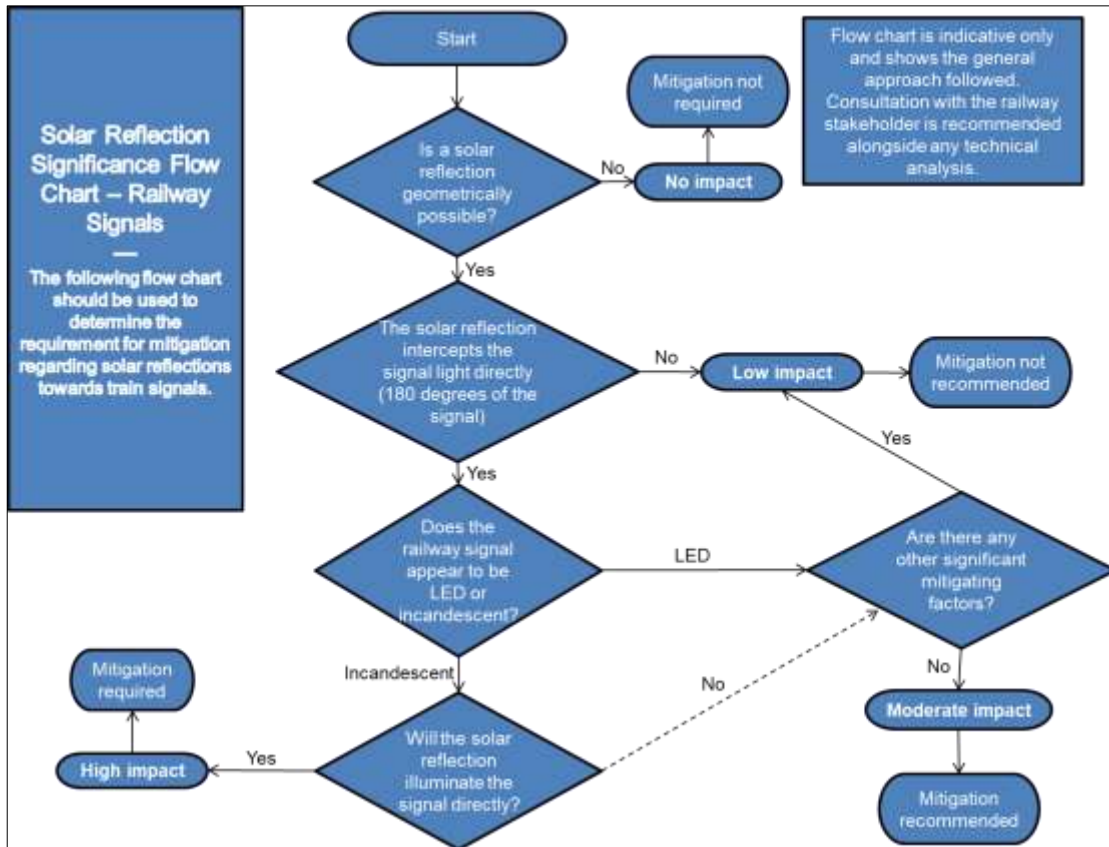 Solar Reflection
Significance Flow
Chart – Railway
Signals
—
The following flow chart
should be used to
determine the
requirement for mitigation
regarding solar reflections
towards train signals.
Start
Flow chart is indicative only
and shows the general
approach followed.
Consultation with the railway
stakeholder is recommended
alongside any technical
analysis.
Mitigation not
required
Is a solar
reflection
geometrically
possible?
No
No impact
Yes
The solar reflection
intercepts the
signal light directly
(180 degrees of the
signal)
No
Low impact
Mitigation not
recommended
Yes
Yes
Does the
railway signal
appear to be
LED or
incandescent?
LED
Are there any
other significant
mitigating
factors?
Incandescent
No
No
Mitigation
required
Moderate impact
Will the solar
reflection
illuminate the
signal directly?
Yes
High impact
Mitigation
recommended